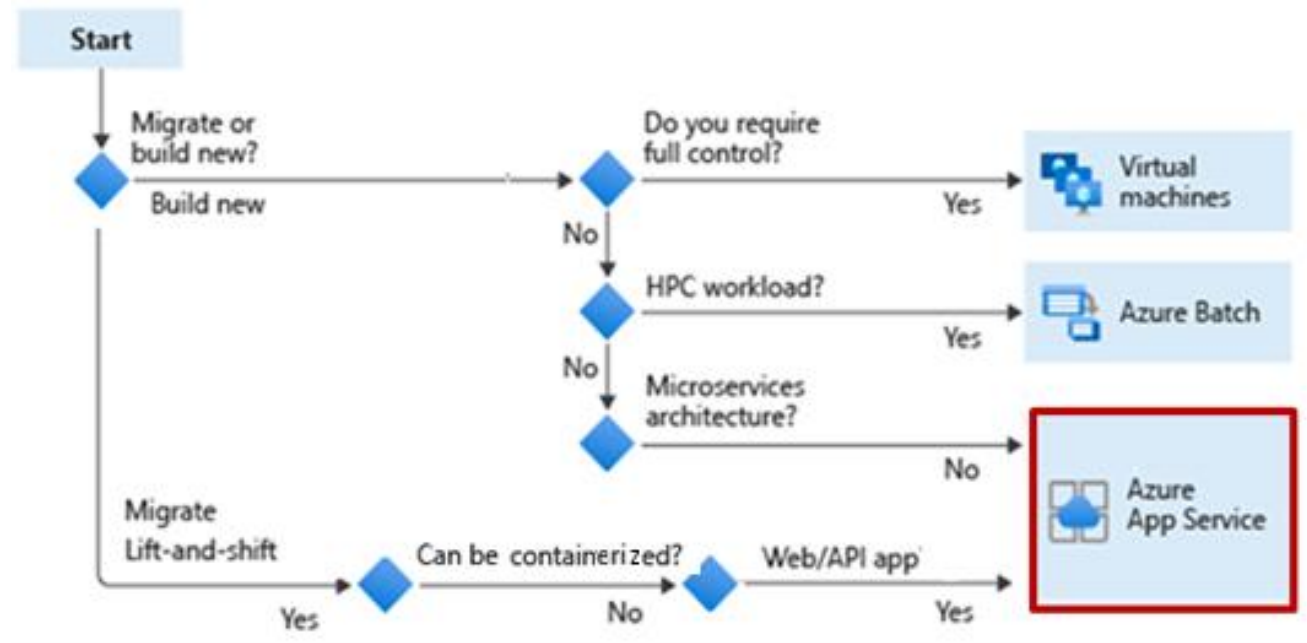 Start
Migrate or
build new?
Build new
Do you require
full control?
Yes
Virtual
machines
No
HPC workload?
Yes
Azure Batch
No
Microservices
architecture?
No
Azure
App Service
Migrate
Lift-and-shift
Yes
Can be containerized?
No
Web/API app
Yes